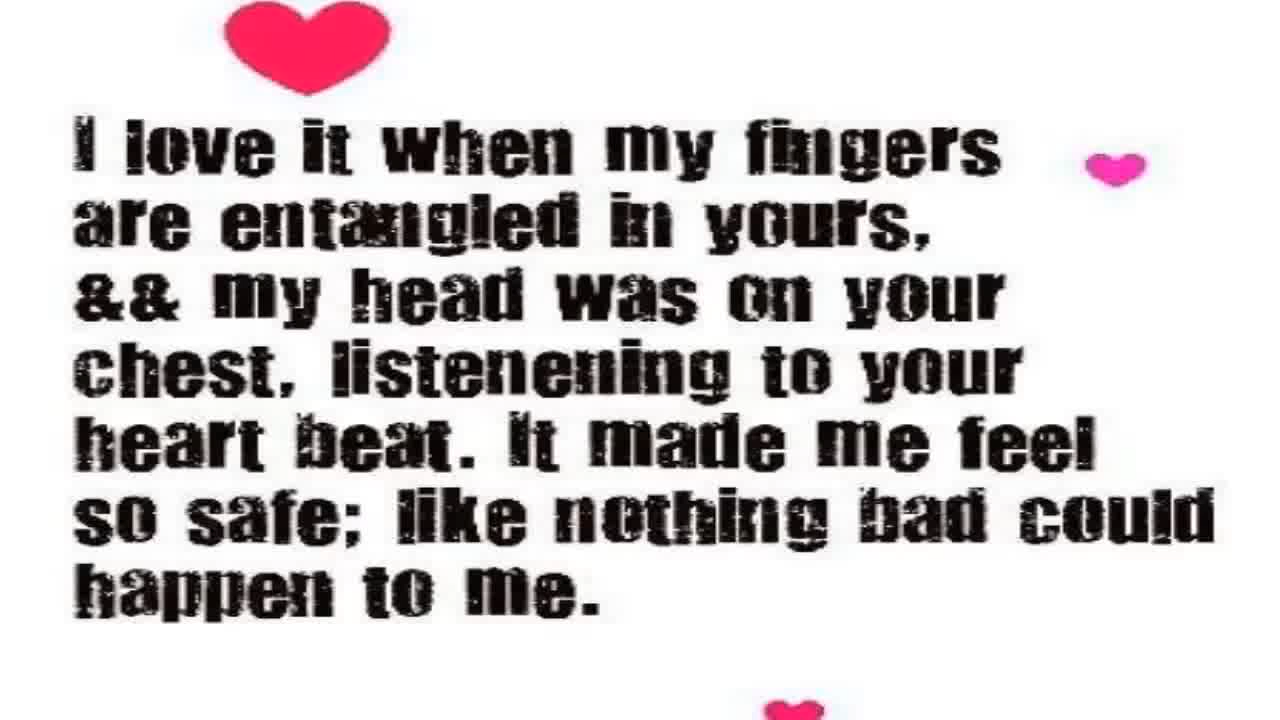 I love it when my fingers
are entangled in yours,
&& my head was on your
chest, listenening to your
heart beat. It made me feel
so safe; like nothing bad could
happen to me.